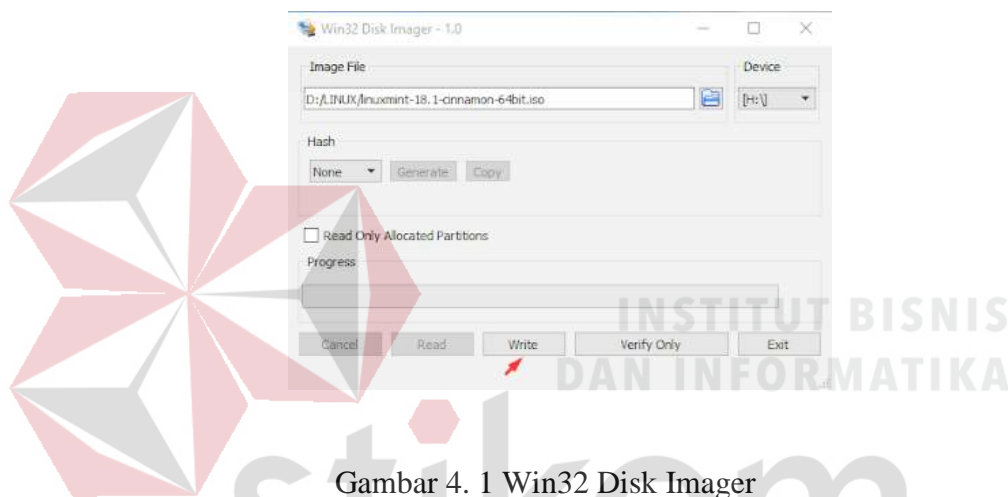 Win32 Disk Imager - 1.0
Image File
Device
D:/LINUX/linuxmint-18.1-cinnamon-64bit.iso
[H:\]
Hash
None Generate Copy
Read Only Allocated Partitions
Progress
INSTITUT BISNIS
Cancel Read Write Verify Only Exit
DAN INFORMATIKA
stikom
Gambar 4. 1 Win32 Disk Imager